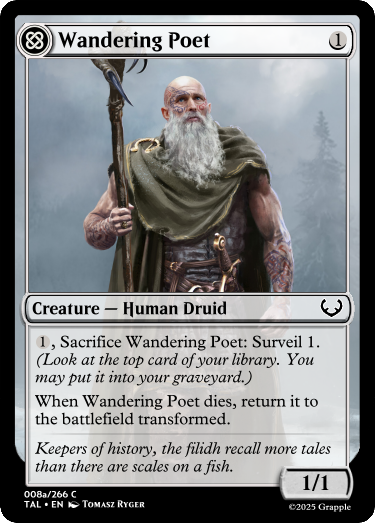 Wandering Poet 1
Creature — Human Druid
1, Sacrifice Wandering Poet: Surveil 1.
(Look at the top card of your library. You
may put it into your graveyard.)
When Wandering Poet dies, return it to
the battlefield transformed.
Keepers of history, the filidh recall more tales
than there are scales on a fish.
1/1
008a/266 C
TAL • EN Tomasz Ryger
©2025 Grapple